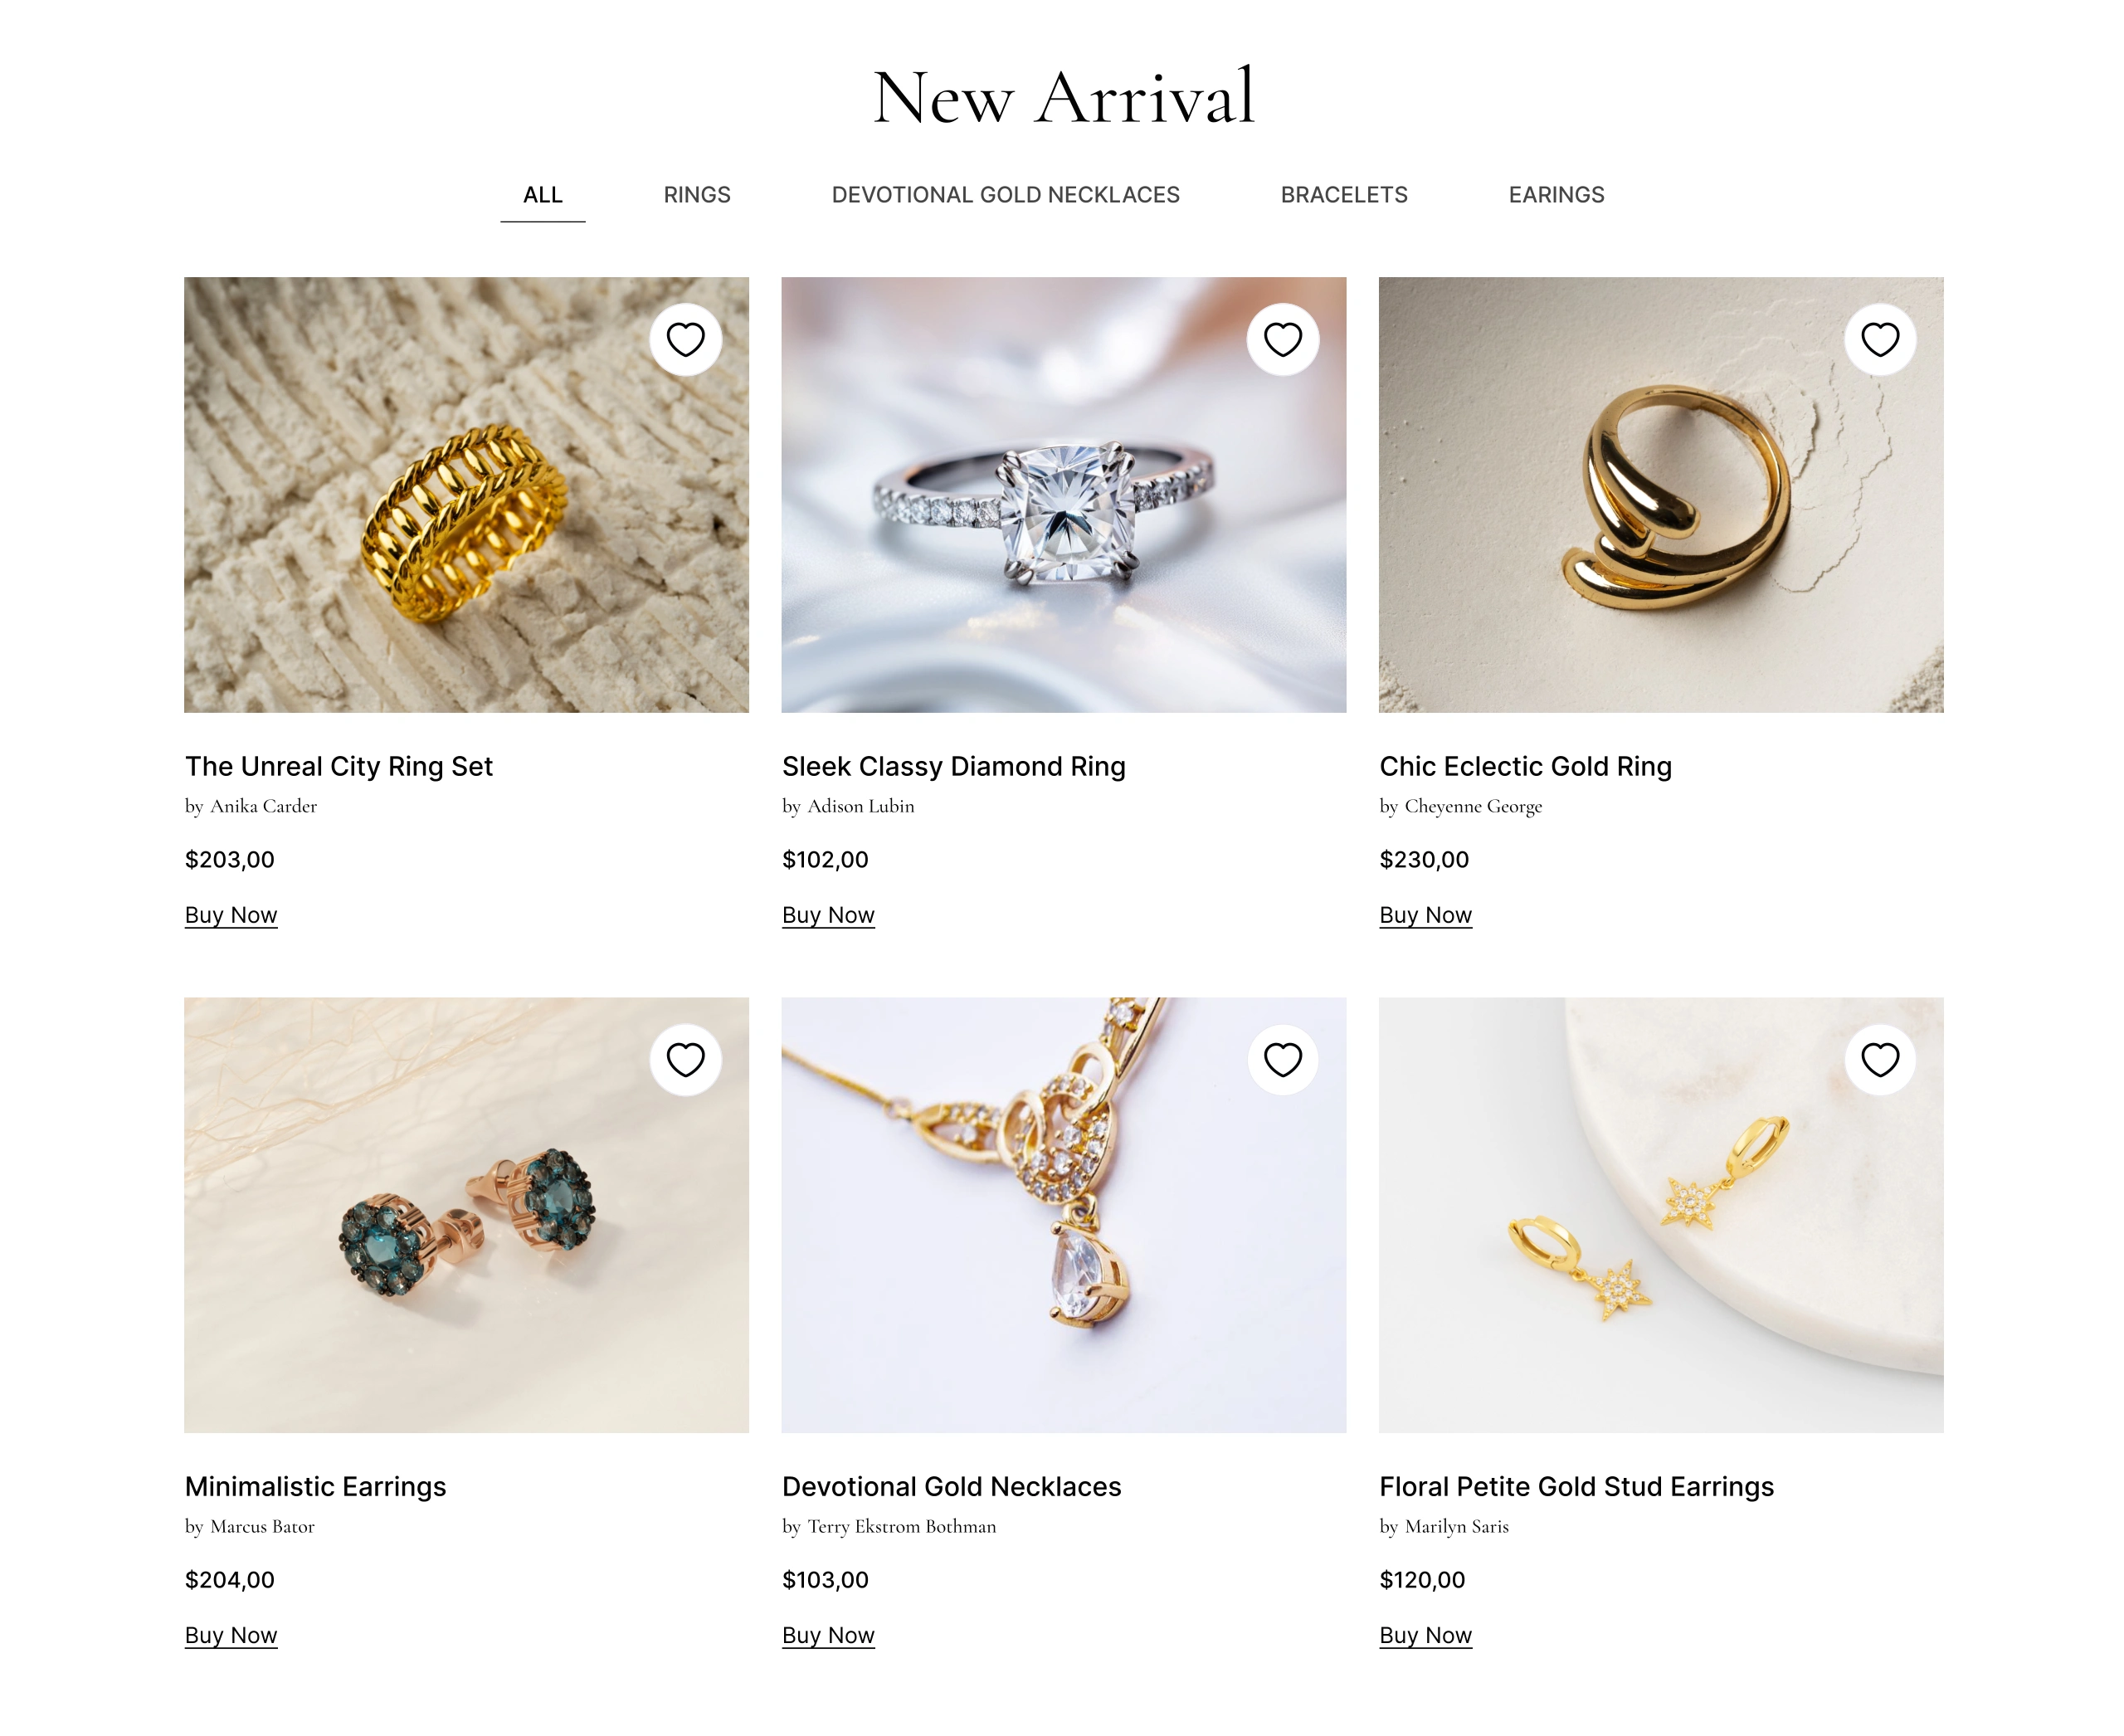 New Arrival
ALL RINGS DEVOTIONAL GOLD NECKLACES BRACELETS EARINGS
The Unreal City Ring Set
by Anika Carder
$203,00
Buy Now
Sleek Classy Diamond Ring
by Adison Lubin
$102,00
Buy Now
Chic Eclectic Gold Ring
by Cheyenne George
$230,00
Buy Now
Minimalistic Earrings
by Marcus Bator
$204,00
Buy Now
Devotional Gold Necklaces
by Terry Ekstrom Bothman
$103,00
Buy Now
Floral Petite Gold Stud Earrings
by Marilyn Saris
$120,00
Buy Now